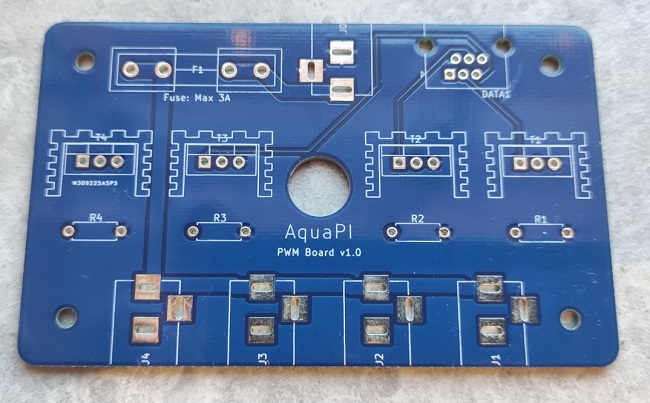 J0
F1
Fuse: Max 3A
DATA1
T4
T3
T2
T1
R4
R3
R2
R1
AquaPI
PWM Board v1.0
J4
J3
J2
J1